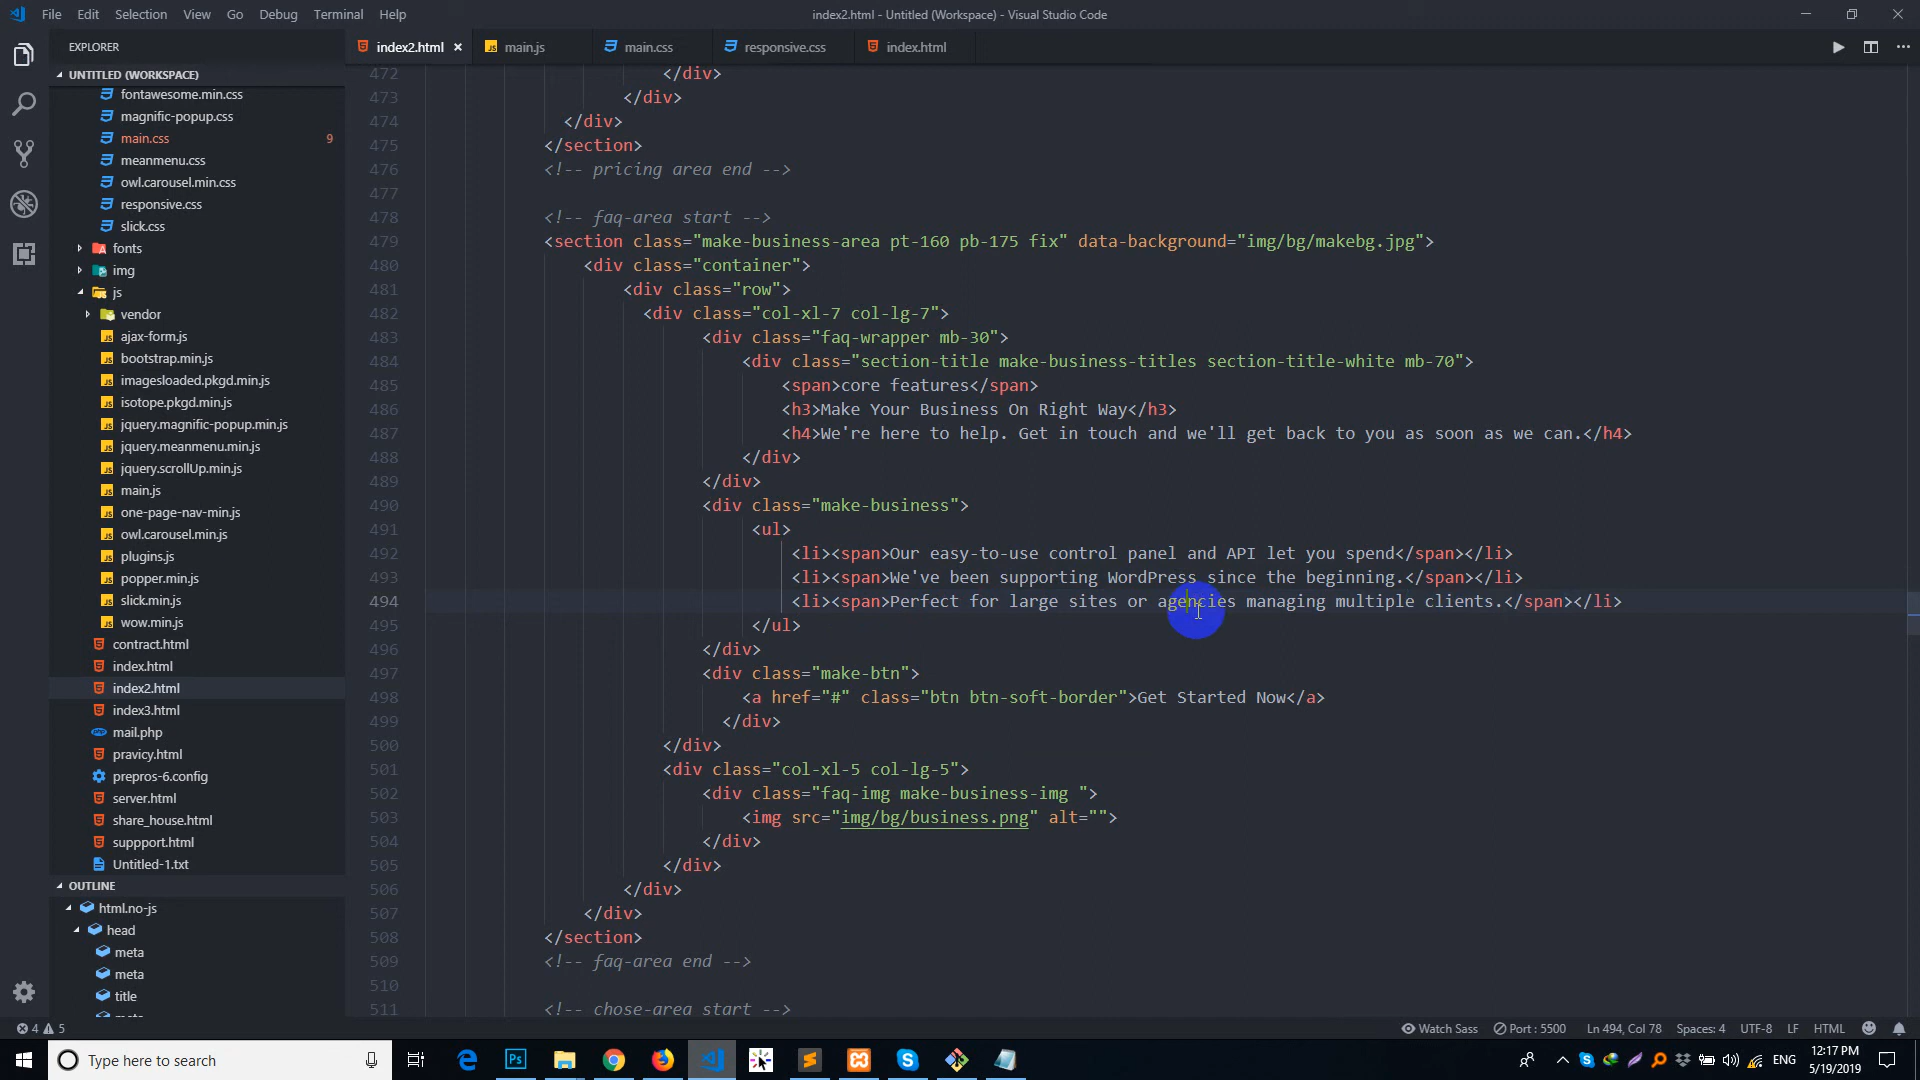 File Edit Selection View Go Debug Terminal Help
index2.html - Untitled (Workspace) - Visual Studio Code
EXPLORER
index2.html
main.js
main.css
responsive.css
index.html
UNTITLED (WORKSPACE)
fontawesome.min.css
magnific-popup.css
main.css 9
meanmenu.css
owl.carousel.min.css
responsive.css
slick.css
fonts
img
js
vendor
ajax-form.js
bootstrap.min.js
imagesloaded.pkgd.min.js
isotope.pkgd.min.js
jquery.magnific-popup.min.js
jquery.meanmenu.min.js
jquery.scrollUp.min.js
main.js
one-page-nav-min.js
owl.carousel.min.js
plugins.js
popper.min.js
slick.min.js
wow.min.js
contract.html
index.html
index2.html
index3.html
mail.php
pravicy.html
prepros-6.config
server.html
share_house.html
suppport.html
Untitled-1.txt
OUTLINE
html.no-js
head
meta
meta
title
472 </div>
473 </div>
474 </div>
475 </section>
476 <!-- pricing area end -->
477
478 <!-- faq-area start -->
479 <section class="make-business-area pt-160 pb-175 fix" data-background="img/bg/makebg.jpg">
480 <div class="container">
481 <div class="row">
482 <div class="col-xl-7 col-lg-7">
483 <div class="faq-wrapper mb-30">
484 <div class="section-title make-business-titles section-title-white mb-70">
485 <span>core features</span>
486 <h3>Make Your Business On Right Way</h3>
487 <h4>We're here to help. Get in touch and we'll get back to you as soon as we can.</h4>
488 </div>
489 </div>
490 <div class="make-business">
491 <ul>
492 <li><span>Our easy-to-use control panel and API let you spend</span></li>
493 <li><span>We've been supporting WordPress since the beginning.</span></li>
494 <li><span>Perfect for large sites or agencies managing multiple clients.</span></li>
495 </ul>
496 </div>
497 <div class="make-btn">
498 <a href="#" class="btn btn-soft-border">Get Started Now</a>
499 </div>
500 </div>
501 <div class="col-xl-5 col-lg-5">
502 <div class="faq-img make-business-img ">
503 <img src="img/bg/business.png" alt="">
504 </div>
505 </div>
506 </div>
507 </div>
508 </section>
509 <!-- faq-area end -->
510
511 <!-- chose-area start -->
4 5
Watch Sass Port : 5500 Ln 494, Col 78 Spaces: 4 UTF-8 LF HTML
Type here to search
Ps
ENG
12:17 PM
5/19/2019